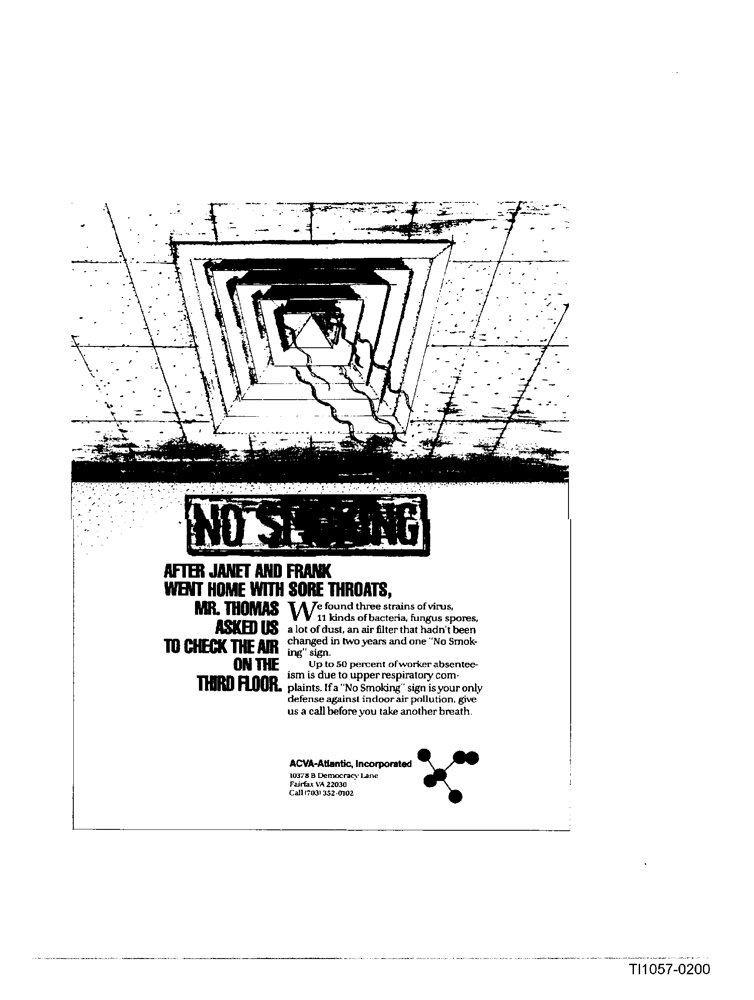 NO SMOKING
AFTER JANET AND FRANK
WENT HOME WITH SORE THROATS,
MR. THOMAS
ASKED US
TO CHECK THE AIR
ON THE
THIRD FLOOR.
We found three strains of virus,
11 kinds of bacteria, fungus spores,
a lot of dust, an air filter that hadn't been
changed in two years and one "No Smok-
ing" sign.
Up to 50 percent of worker absentee-
ism is due to upper respiratory com-
plaints. If a "No Smoking" sign is your only
defense against indoor air pollution, give
us a call before you take another breath.
ACVA-Atlantic, Incorporated
10378 B Democracy Lane
Fairfax VA 22030
Call (703) 352-0102
TI1057-0200